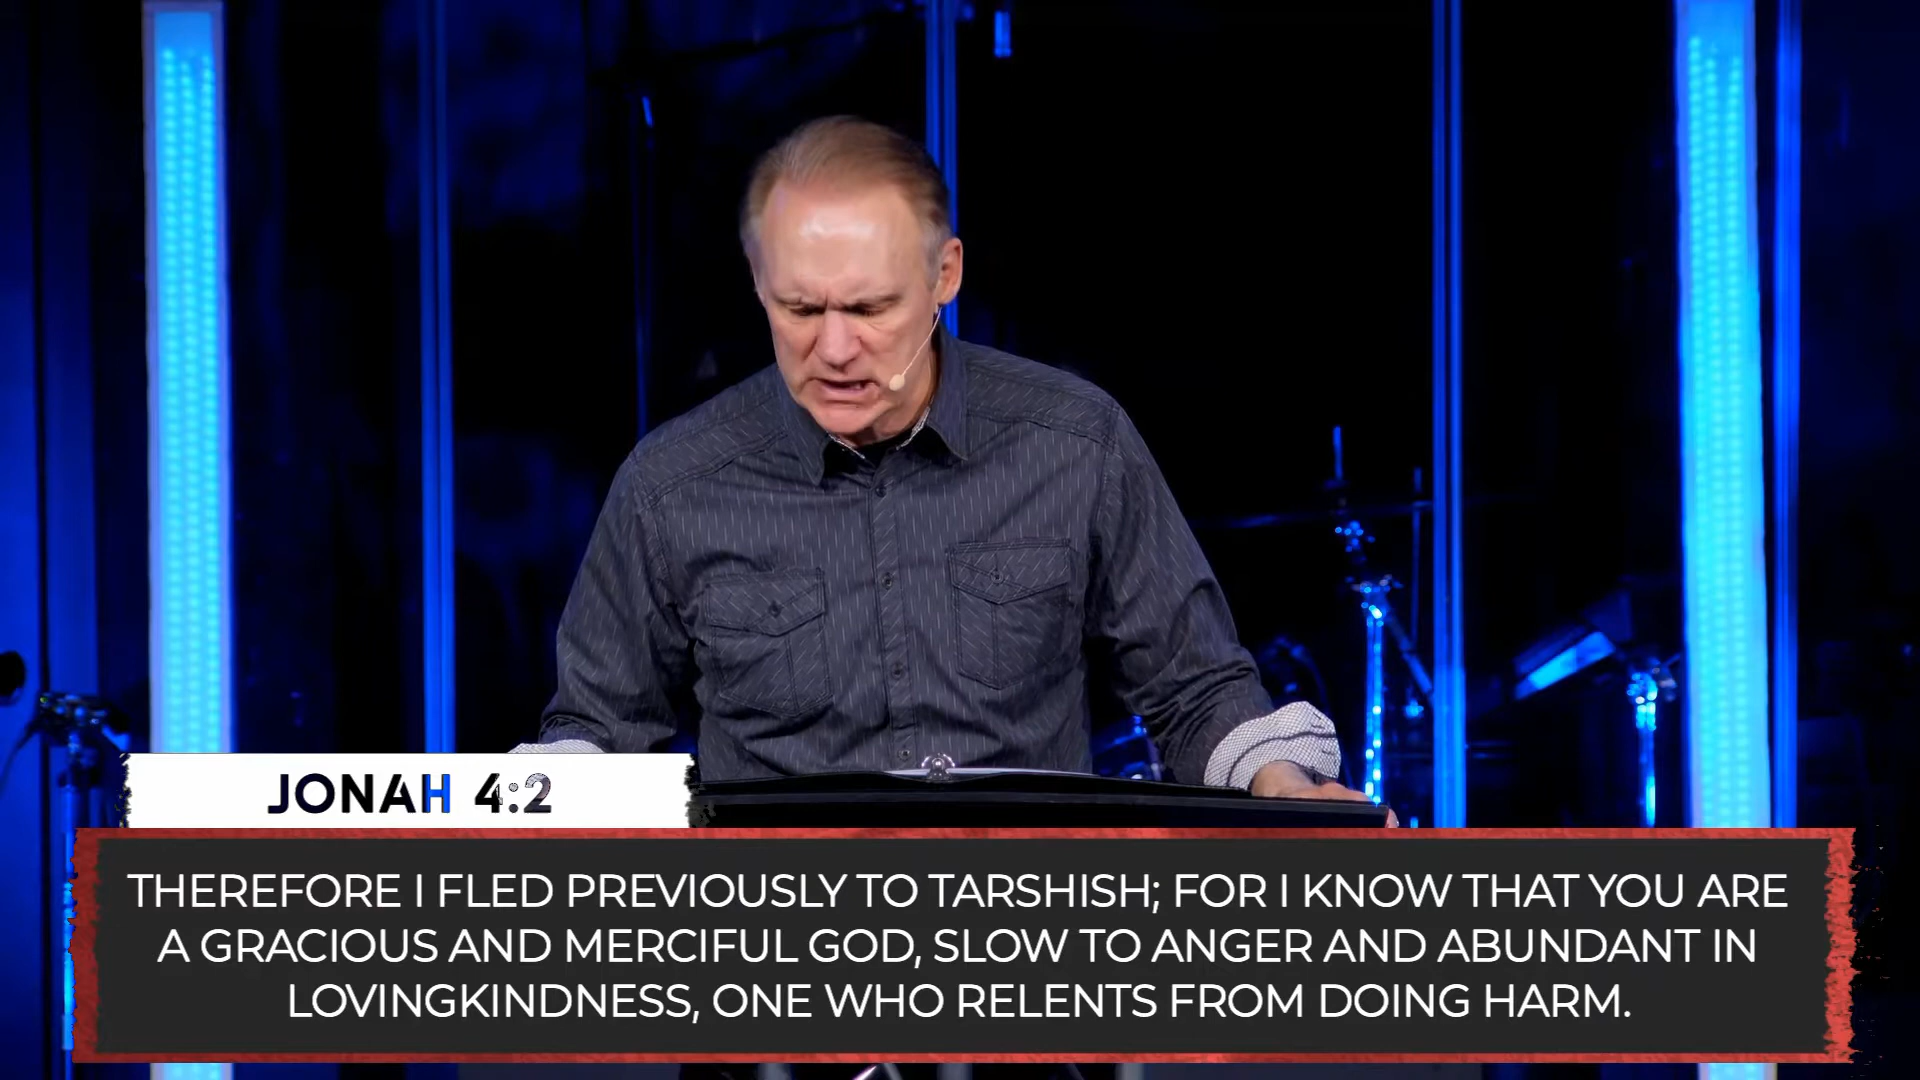 JONAH 4:2
THEREFORE I FLED PREVIOUSLY TO TARSHISH; FOR I KNOW THAT YOU ARE
A GRACIOUS AND MERCIFUL GOD, SLOW TO ANGER AND ABUNDANT IN
LOVINGKINDNESS, ONE WHO RELENTS FROM DOING HARM.